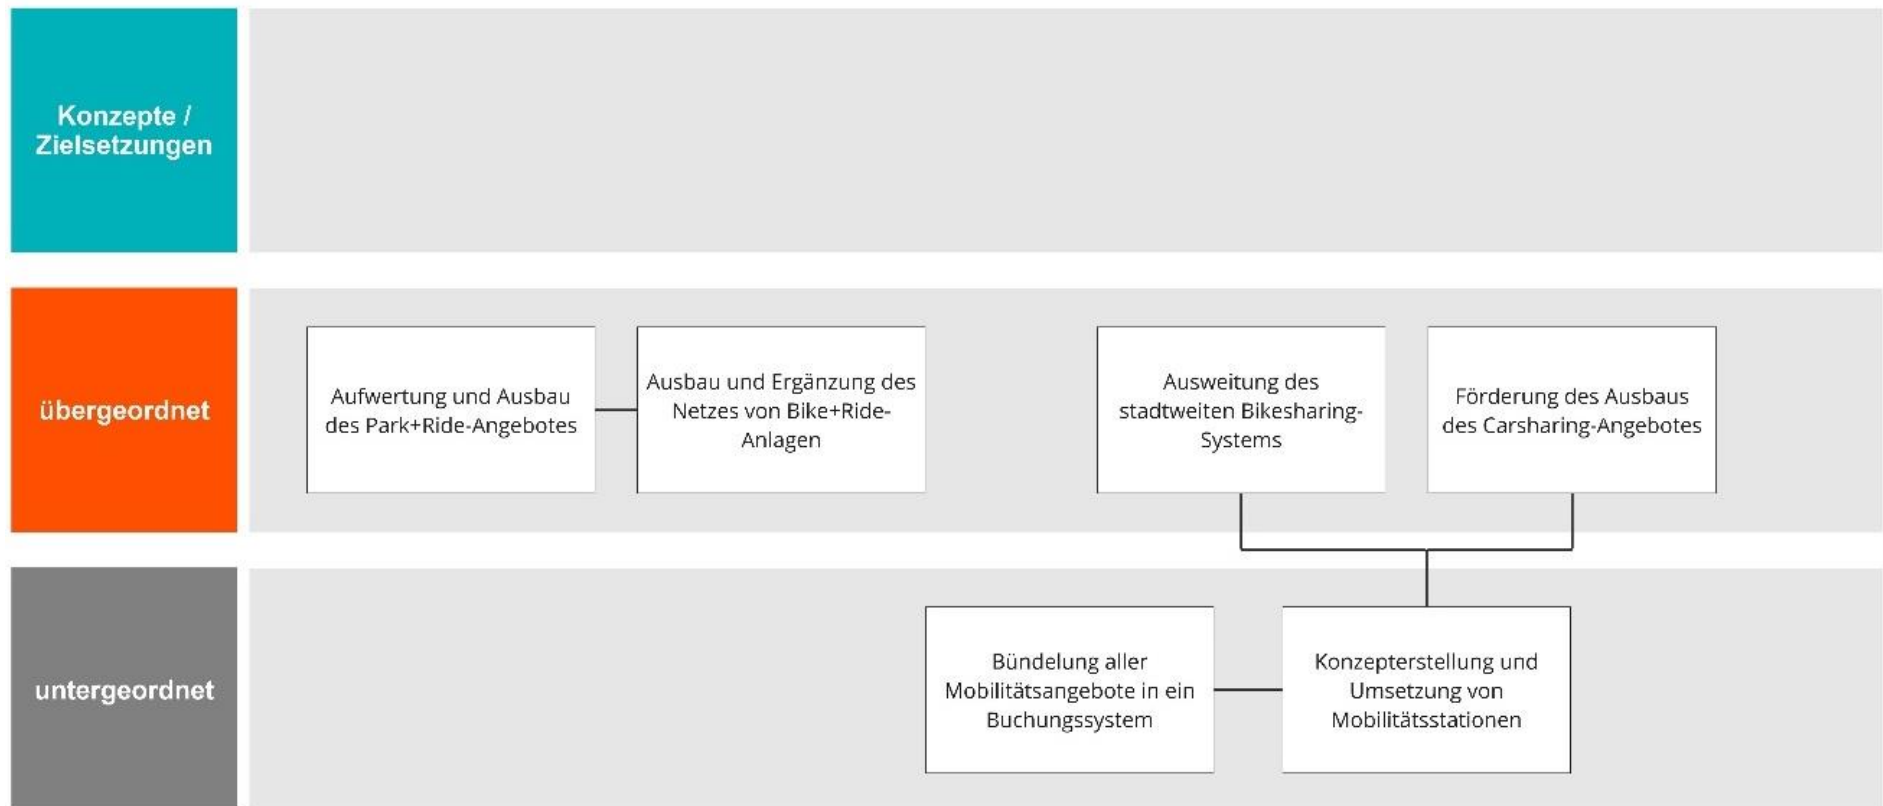 Konzepte /
Zielsetzungen
übergeordnet
Aufwertung und Ausbau
des Park+Ride-Angebotes
Ausbau und Ergänzung des
Netzes von Bike+Ride-
Anlagen
Ausweitung des
stadtweiten Bikesharing-
Systems
Förderung des Ausbaus
des Carsharing-Angebotes
untergeordnet
Bündelung aller
Mobilitätsangebote in ein
Buchungssystem
Konzepterstellung und
Umsetzung von
Mobilitätsstationen